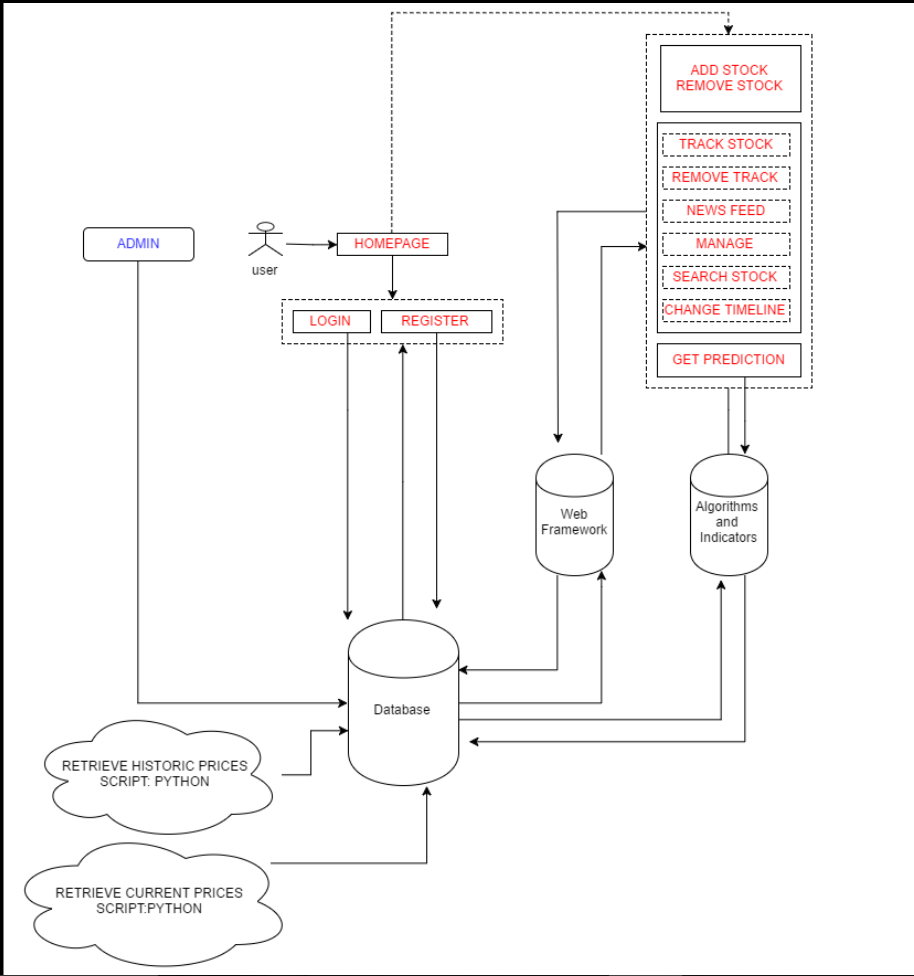 ADD STOCK
REMOVE STOCK
TRACK STOCK
REMOVE TRACK
NEWS FEED
MANAGE
SEARCH STOCK
CHANGE TIMELINE
GET PREDICTION
ADMIN
user
HOMEPAGE
LOGIN
REGISTER
Web
Framework
Algorithms
and
Indicators
Database
RETRIEVE HISTORIC PRICES
SCRIPT: PYTHON
RETRIEVE CURRENT PRICES
SCRIPT:PYTHON